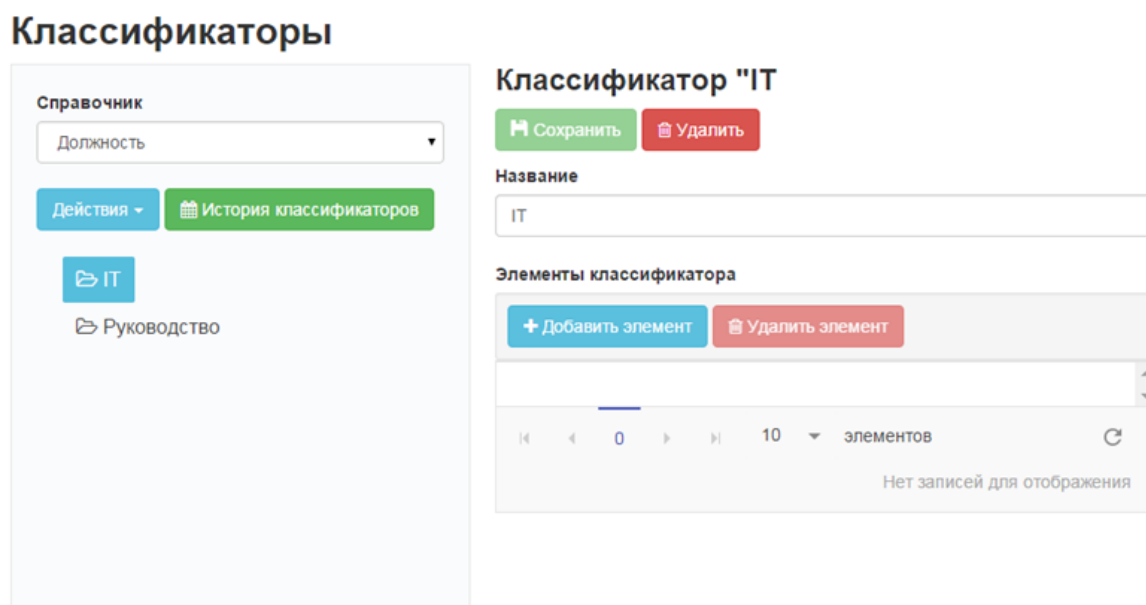 Классификаторы
Справочник
Должность
Действия
История классификаторов
IT
Руководство
Классификатор "IT
Сохранить
Удалить
Название
IT
Элементы классификатора
+ Добавить элемент
Удалить элемент
0
10
элементов
Нет записей для отображения